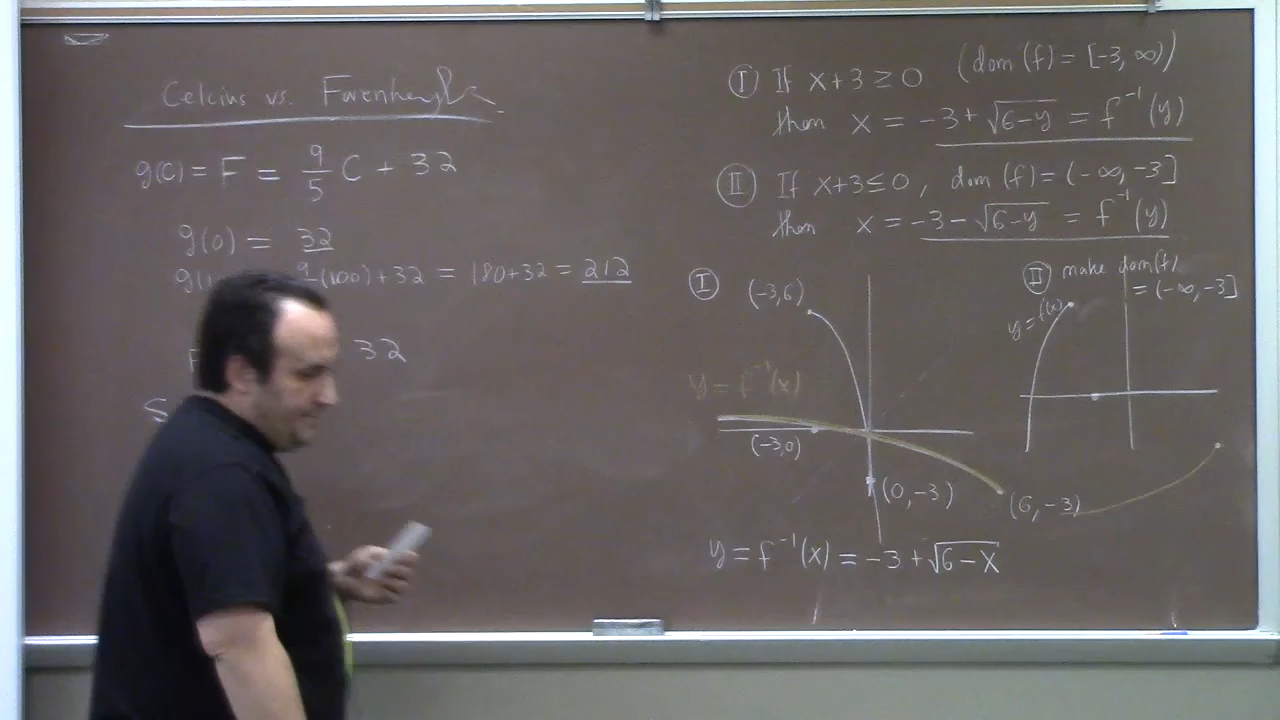 Celcius vs.
g(C) = F = 9/5 C + 32
g(0) = 32
(100) + 32 = 180 + 32 = 212
32
S
Ⓘ If x+3 ≥ 0 (dom(f) = [-3, ∞))
then x = -3 + √(6-y) = f⁻¹(y)
Ⓘⓘ If x+3 ≤ 0, dom(f) = (-∞, -3]
then x = -3 - √(6-y) = f⁻¹(y)
Ⓘ (-3,6)
y = f⁻¹(x)
(-3,0)
(0,-3)
(6,-3)
y = f⁻¹(x) = -3 + √(6-x)
Ⓘⓘ make dom(f)
= (-∞, -3]
y = f(x)